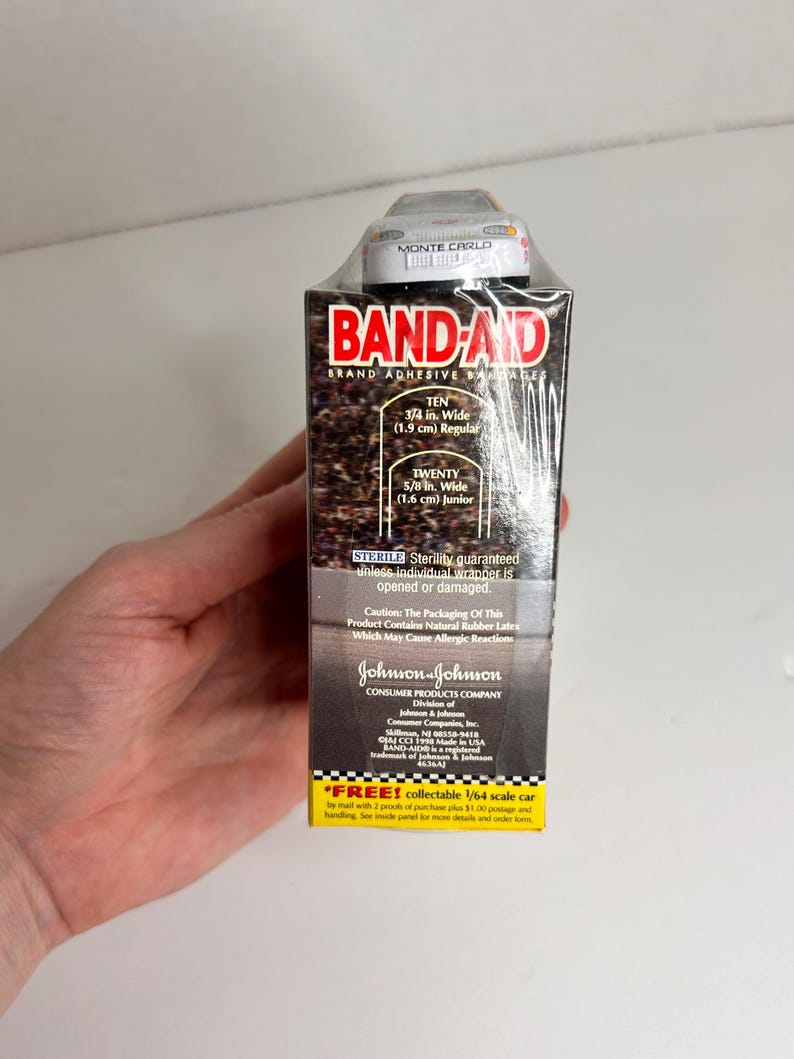 MONTE CARLO
BAND-AID®
BRAND ADHESIVE BANDAGES
TEN
3/4 in. Wide
(1.9 cm) Regular
TWENTY
5/8 in. Wide
(1.6 cm) Junior
STERILE Sterility guaranteed
unless individual wrapper is
opened or damaged.
Caution: The Packaging Of This
Product Contains Natural Rubber Latex
Which May Cause Allergic Reactions
Johnson & Johnson
CONSUMER PRODUCTS COMPANY
Division of
Johnson & Johnson
Consumer Companies, Inc.
Skillman, NJ 08558-9418
©J&J CCI 1998 Made in USA
BAND-AID® is a registered
trademark of Johnson & Johnson
4636AJ
*FREE! collectable 1/64 scale car
by mail with 2 proofs of purchase plus $1.00 postage and
handling. See inside panel for more details and order form.